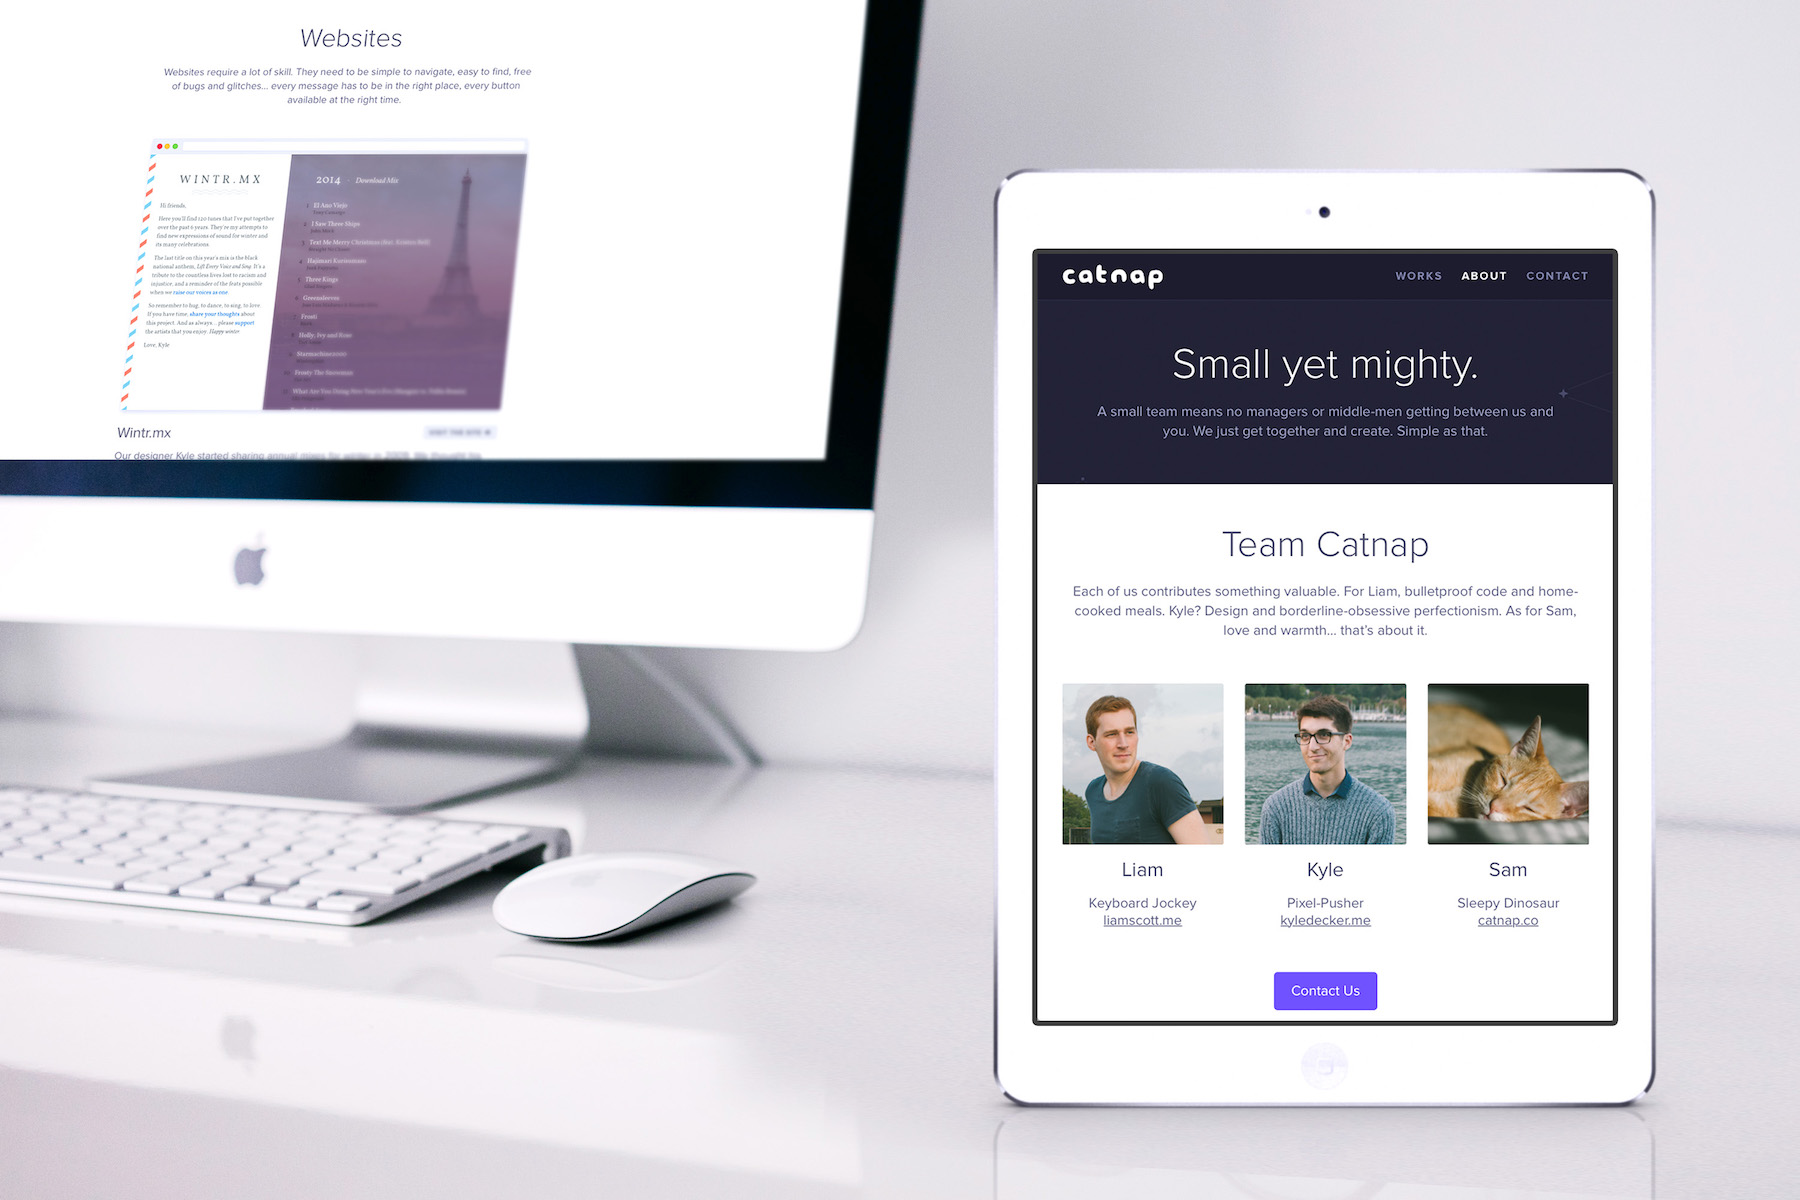 Websites
Websites require a lot of skill. They need to be simple to navigate, easy to find, free
of bugs and glitches... every message has to be in the right place, every button
available at the right time.
WINTR.MX
Hi friends,
Here you'll find 120 tunes that I've put together
over the past 6 years. They're my attempts to
find new expressions of sound for winter and
its many celebrations.
The last title on this year's mix is the black
national anthem, Lift Every Voice and Sing. It's a
tribute to the countless lives lost to racism and
injustice, and a reminder of the feats possible
when we raise our voices as one.
So remember to hug, to dance, to sing, to love.
If you have time, share your thoughts about
this project. And as always... please support
the artists that you enjoy. Happy winter
Love, Kyle
2014 Download Mix
El Ano Viejo
I Saw Three Ships
Text Me Merry Christmas (feat. Kristen Bell)
Hajimari
Three Kings
Greensleeves
Frosti
Holly, Ivy and Rose
Starmachine2000
Frosty The Snowman
What Are You Doing New Year's Eve
Wintr.mx
VISIT THE SITE
Our designer Kyle started sharing annual mixes for winter in 2009. We thought his
catnap
WORKS ABOUT CONTACT
Small yet mighty.
A small team means no managers or middle-men getting between us and
you. We just get together and create. Simple as that.
Team Catnap
Each of us contributes something valuable. For Liam, bulletproof code and home-
cooked meals. Kyle? Design and borderline-obsessive perfectionism. As for Sam,
love and warmth... that's about it.
Liam
Keyboard Jockey
liamscott.me
Kyle
Pixel-Pusher
kyledecker.me
Sam
Sleepy Dinosaur
catnap.co
Contact Us